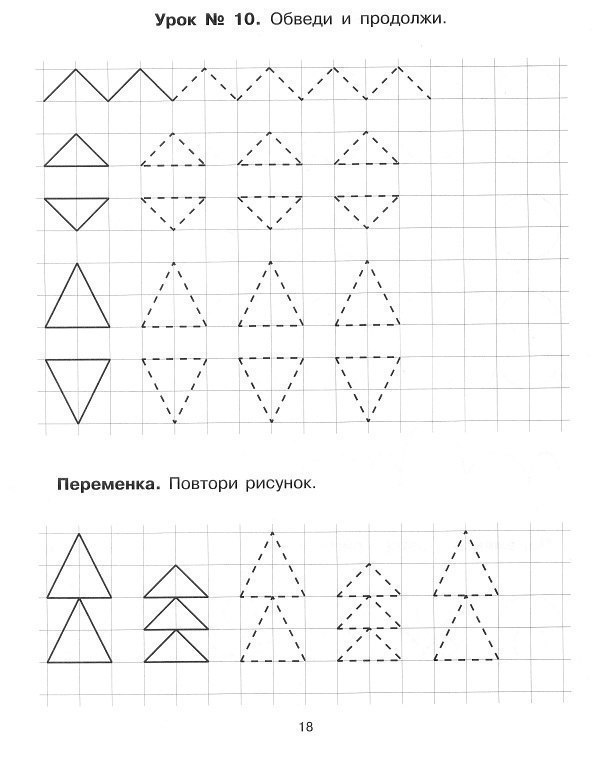 Урок № 10. Обведи и продолжи.
Переменка. Повтори рисунок.
18